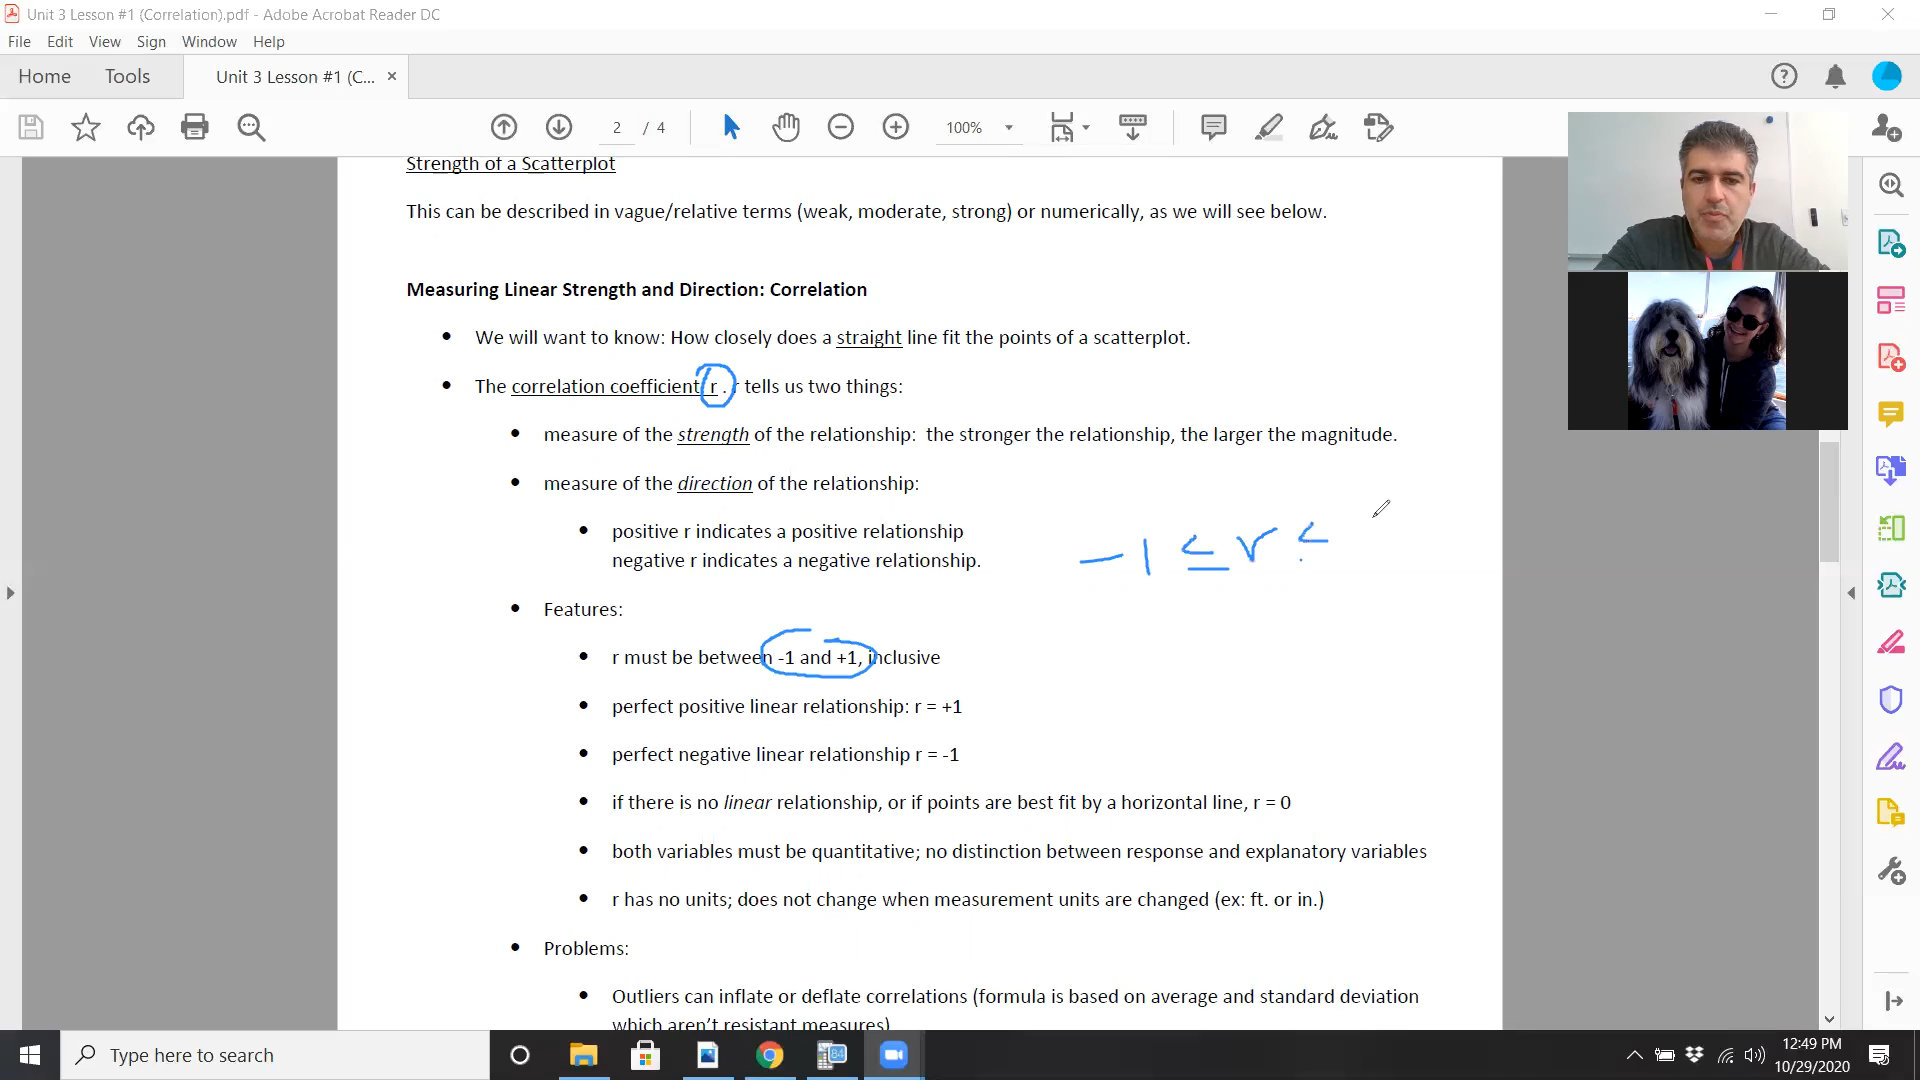 Unit 3 Lesson #1 (Correlation).pdf - Adobe Acrobat Reader DC
File Edit View Sign Window Help
Home Tools Unit 3 Lesson #1 (C... ×
2 / 4 100%
Strength of a Scatterplot
This can be described in vague/relative terms (weak, moderate, strong) or numerically, as we will see below.
Measuring Linear Strength and Direction: Correlation
• We will want to know: How closely does a straight line fit the points of a scatterplot.
• The correlation coefficient r . r tells us two things:
• measure of the strength of the relationship: the stronger the relationship, the larger the magnitude.
• measure of the direction of the relationship:
• positive r indicates a positive relationship
negative r indicates a negative relationship.
-1 ≤ r ≤
• Features:
• r must be between -1 and +1, inclusive
• perfect positive linear relationship: r = +1
• perfect negative linear relationship r = -1
• if there is no linear relationship, or if points are best fit by a horizontal line, r = 0
• both variables must be quantitative; no distinction between response and explanatory variables
• r has no units; does not change when measurement units are changed (ex: ft. or in.)
• Problems:
• Outliers can inflate or deflate correlations (formula is based on average and standard deviation
which aren't resistant measures)
Type here to search
84
12:49 PM
10/29/2020